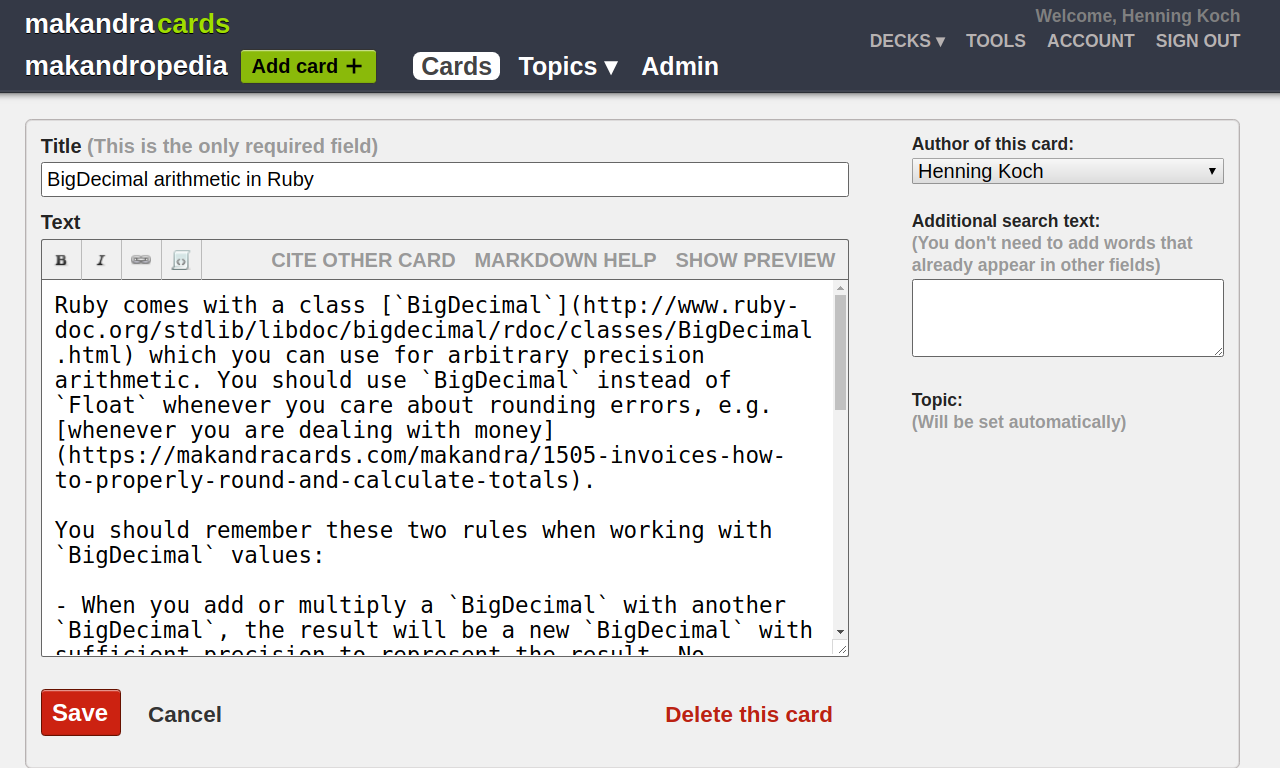 makandracards
Welcome, Henning Koch
DECKS ▾ TOOLS ACCOUNT SIGN OUT
makandropedia Add card + Cards Topics ▾ Admin
Title (This is the only required field)
BigDecimal arithmetic in Ruby
Text
B I CITE OTHER CARD MARKDOWN HELP SHOW PREVIEW
Ruby comes with a class [`BigDecimal`](http://www.ruby-
doc.org/stdlib/libdoc/bigdecimal/rdoc/classes/BigDecimal
.html) which you can use for arbitrary precision
arithmetic. You should use `BigDecimal` instead of
`Float` whenever you care about rounding errors, e.g.
[whenever you are dealing with money]
(https://makandracards.com/makandra/1505-invoices-how-
to-properly-round-and-calculate-totals).
You should remember these two rules when working with
`BigDecimal` values:
- When you add or multiply a `BigDecimal` with another
`BigDecimal`, the result will be a new `BigDecimal` with
sufficient precision to represent the result. No
Save Cancel Delete this card
Author of this card:
Henning Koch
Additional search text:
(You don't need to add words that
already appear in other fields)
Topic:
(Will be set automatically)